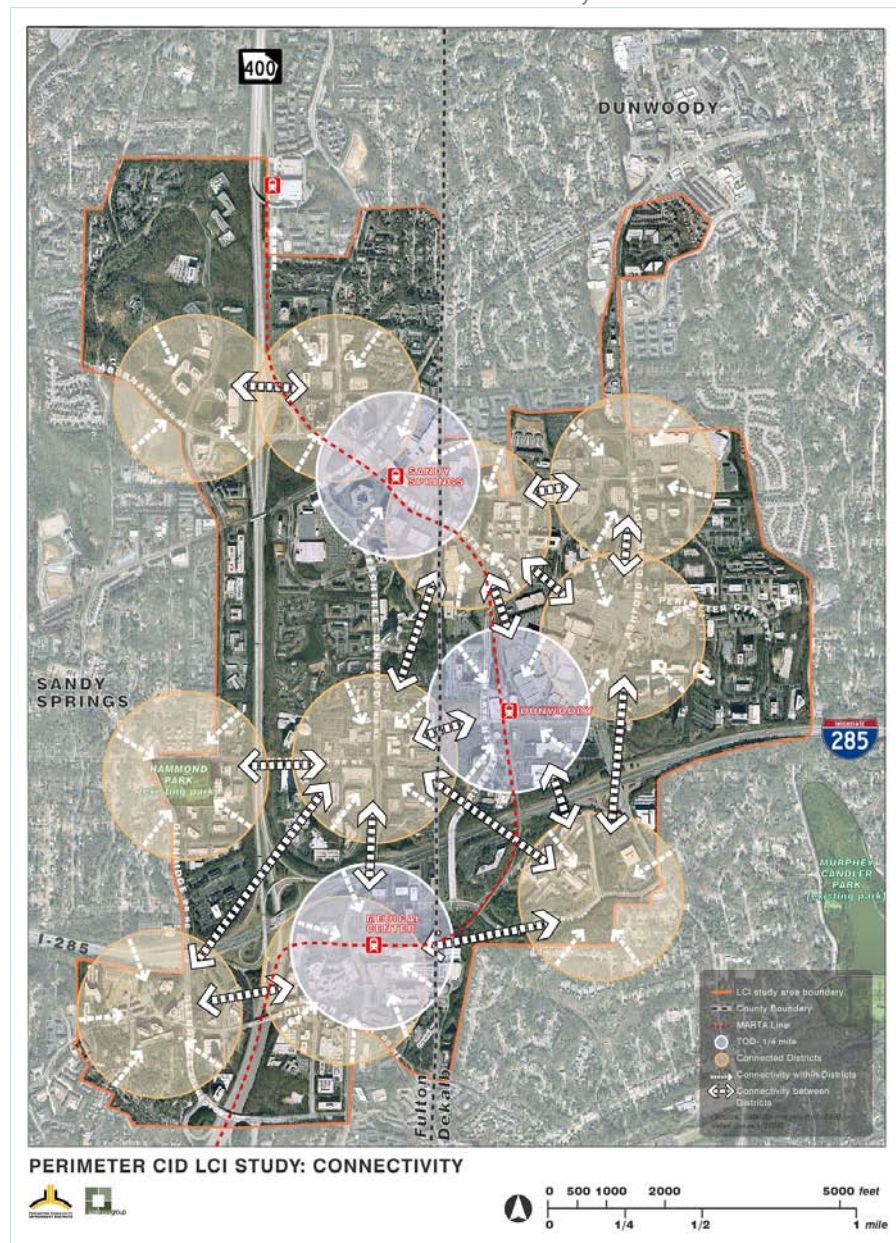 400
DUNWOODY
SANDY
SPRINGS
SANDY
SPRINGS
DUNWOODY
INTERSTATE
285
HAMMOND
PARK
(existing park)
MURPHEY
CANDLER
PARK
(existing park)
MEDICAL
CENTER
I-285
Fulton
Dekalb
LCI study area boundary
County Boundary
MARTA Line
TOD- 1/4 mile
Connected Districts
Connectivity within Districts
Connectivity between
Districts
PERIMETER CID LCI STUDY: CONNECTIVITY
0 500 1000 2000 5000 feet
0 1/4 1/2 1 mile